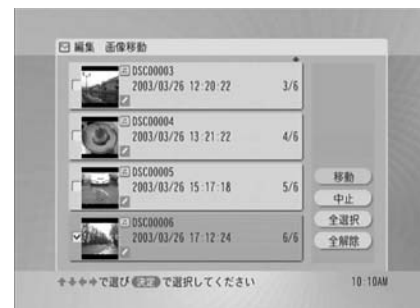 編集 画像移動
DSC00003
2003/03/26 12:20:22 3/6
DSC00004
2003/03/26 13:21:22 4/6
DSC00005
2003/03/26 15:17:18 5/6
DSC00006
2003/03/26 17:12:24 6/6
移動
中止
全選択
全解除
で選び 決定 で選択してください 10:10AM